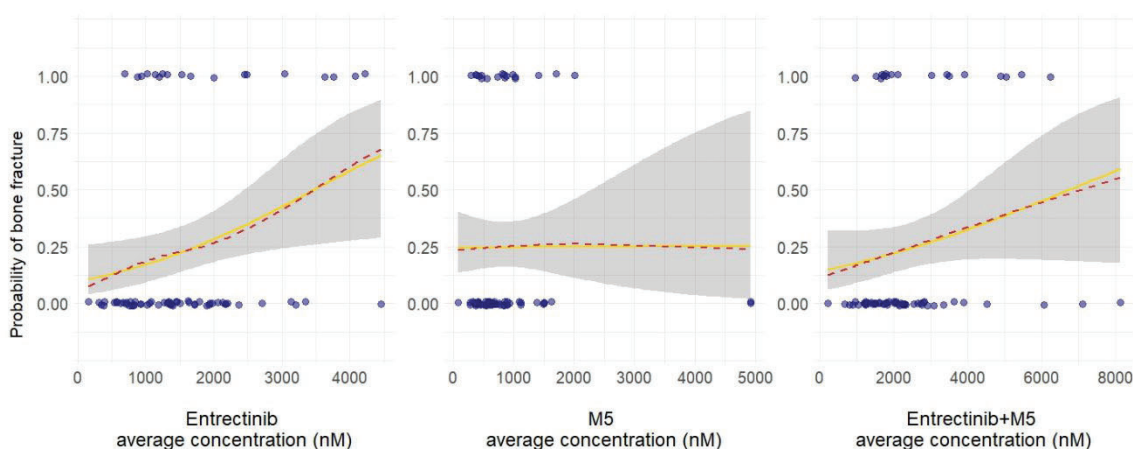 Probability of bone fracture
1.00
0.75
0.50
0.25
0.00
0 1000 2000 3000 4000
Entrectinib
average concentration (nM)
1.00
0.75
0.50
0.25
0.00
0 1000 2000 3000 4000 5000
M5
average concentration (nM)
1.00
0.75
0.50
0.25
0.00
0 2000 4000 6000 8000
Entrectinib+M5
average concentration (nM)